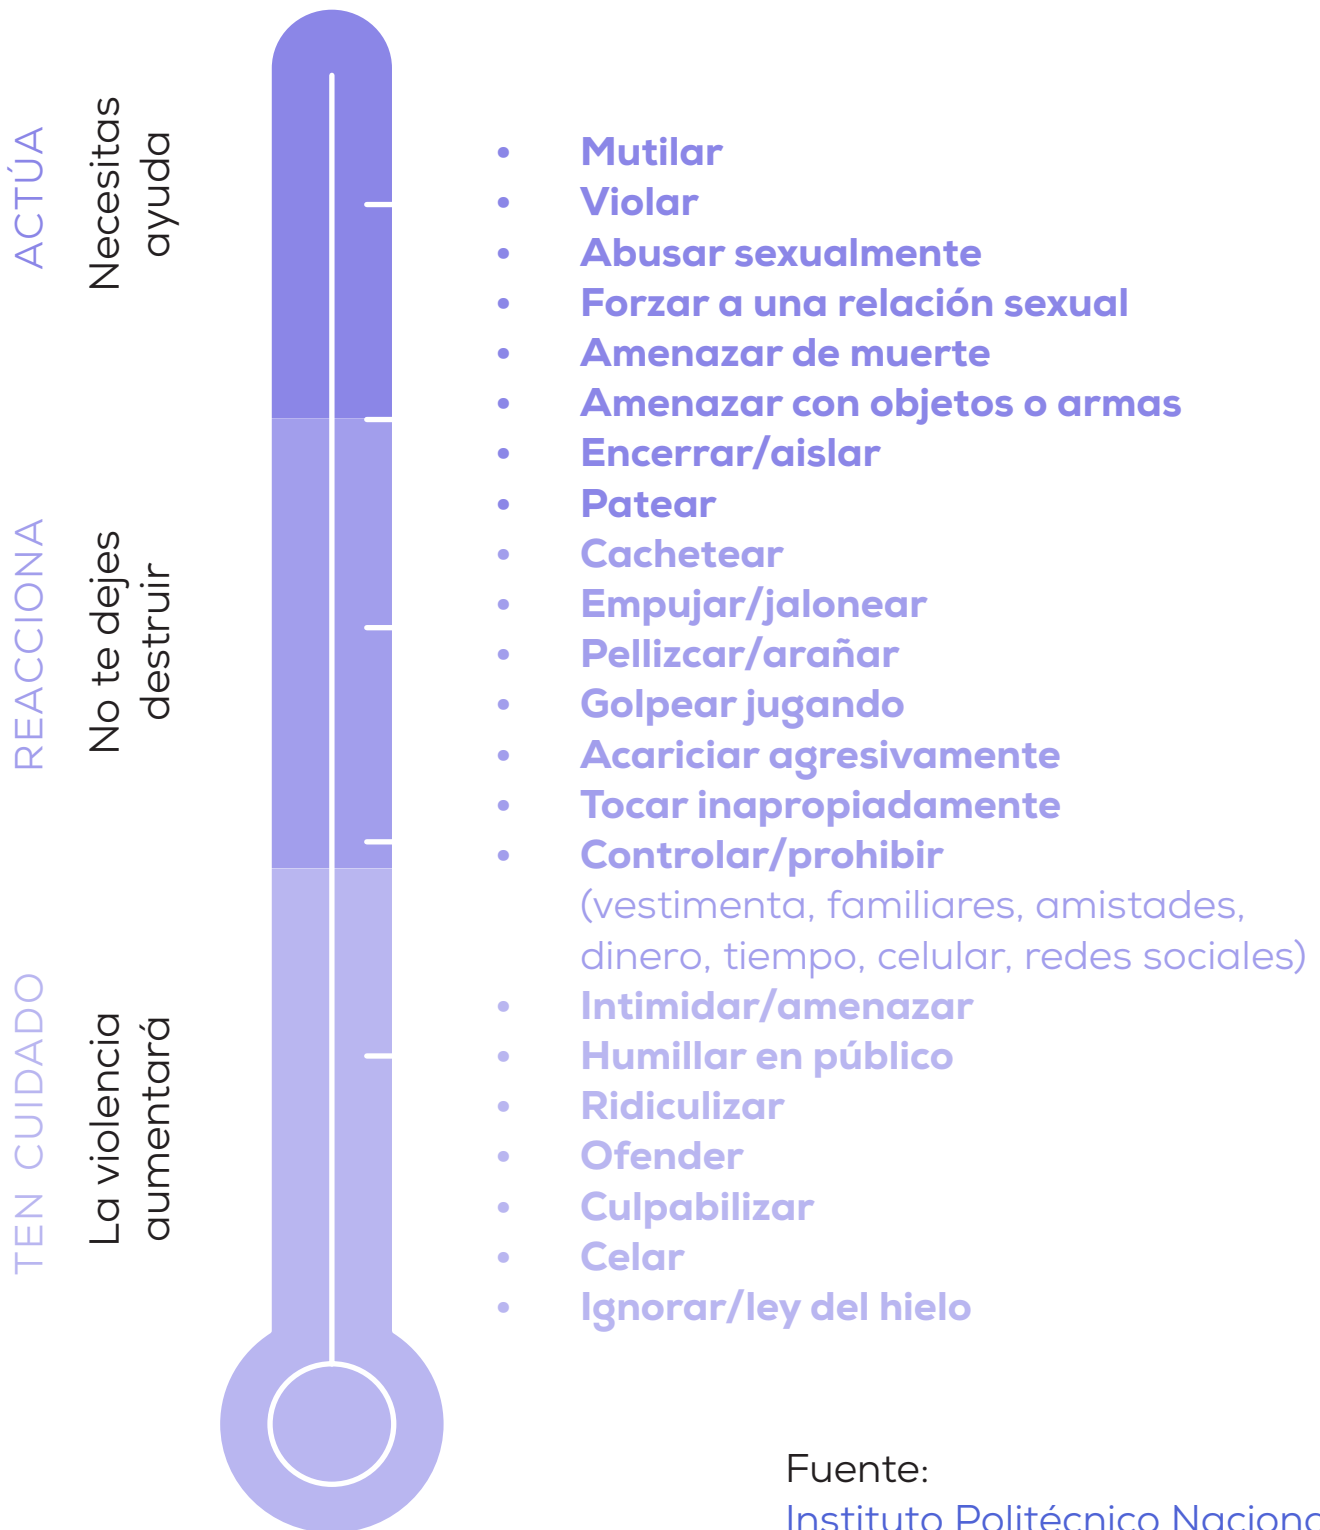 ACTÚA
Necesitas
ayuda
• Mutilar
• Violar
• Abusar sexualmente
• Forzar a una relación sexual
• Amenazar de muerte
• Amenazar con objetos o armas
• Encerrar/aislar
• Patear
REACCIONA
No te dejes
destruir
• Cachetear
• Empujar/jalonear
• Pellizcar/arañar
• Golpear jugando
• Acariciar agresivamente
• Tocar inapropiadamente
• Controlar/prohibir
(vestimenta, familiares, amistades,
dinero, tiempo, celular, redes sociales)
TEN CUIDADO
La violencia
aumentará
• Intimidar/amenazar
• Humillar en público
• Ridiculizar
• Ofender
• Culpabilizar
• Celar
• Ignorar/ley del hielo
Fuente:
Instituto Politécnico